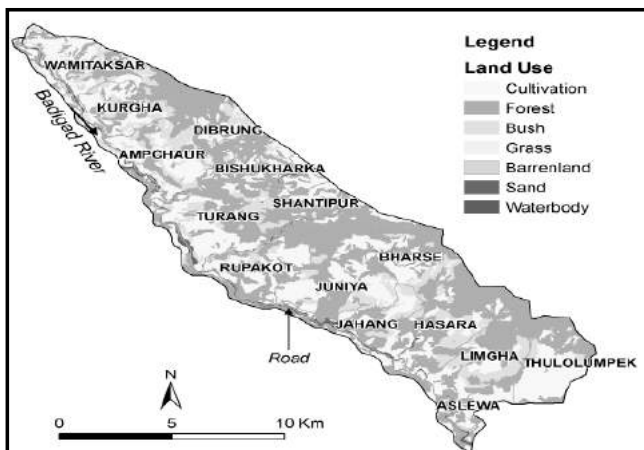 Legend
Land Use
Cultivation
Forest
Bush
Grass
Barrenland
Sand
Waterbody
WAMITAKSAR
KURGHA
Badigad River
DIBRUNG
AMPCHAUR
BISHUKHARKA
SHANTIPUR
TURANG
BHARSE
RUPAKOT
JUNIYA
JAHANG
HASARA
LIMGHA
THULOLUMPEK
Road
ASLEWA
N
0 5 10 Km